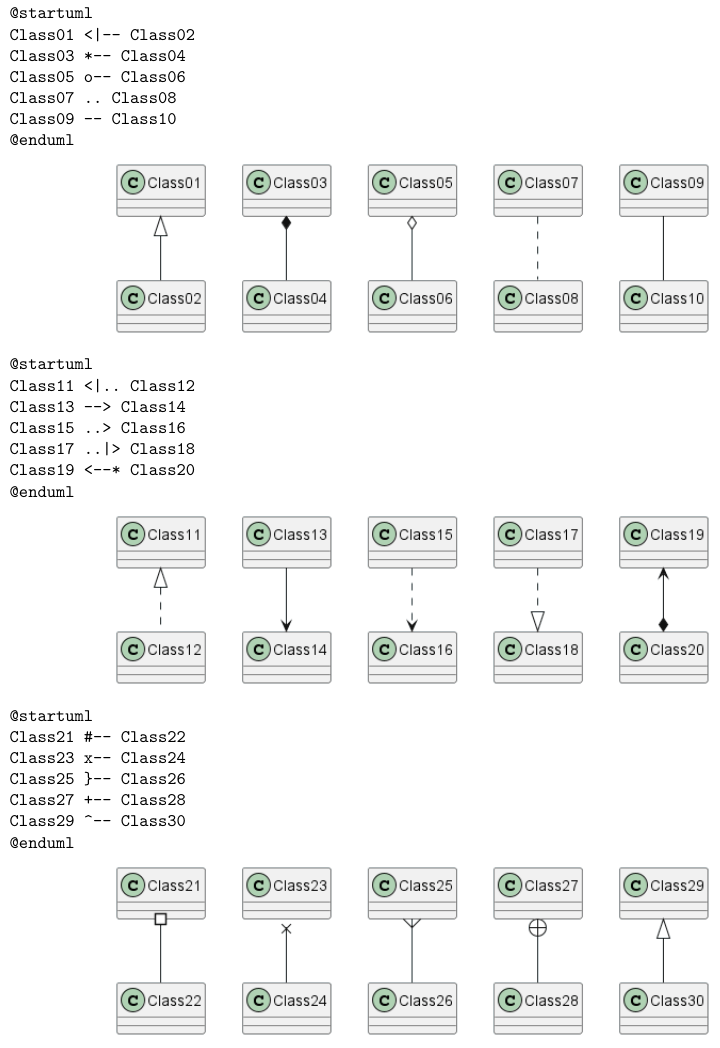 @startuml
Class01 <|-- Class02
Class03 *-- Class04
Class05 o-- Class06
Class07 .. Class08
Class09 -- Class10
@enduml
C Class01 C Class03 C Class05 C Class07 C Class09
C Class02 C Class04 C Class06 C Class08 C Class10
@startuml
Class11 <|.. Class12
Class13 --> Class14
Class15 ..> Class16
Class17 ..|> Class18
Class19 <--* Class20
@enduml
C Class11 C Class13 C Class15 C Class17 C Class19
C Class12 C Class14 C Class16 C Class18 C Class20
@startuml
Class21 #-- Class22
Class23 x-- Class24
Class25 }-- Class26
Class27 +-- Class28
Class29 ^-- Class30
@enduml
C Class21 C Class23 C Class25 C Class27 C Class29
C Class22 C Class24 C Class26 C Class28 C Class30